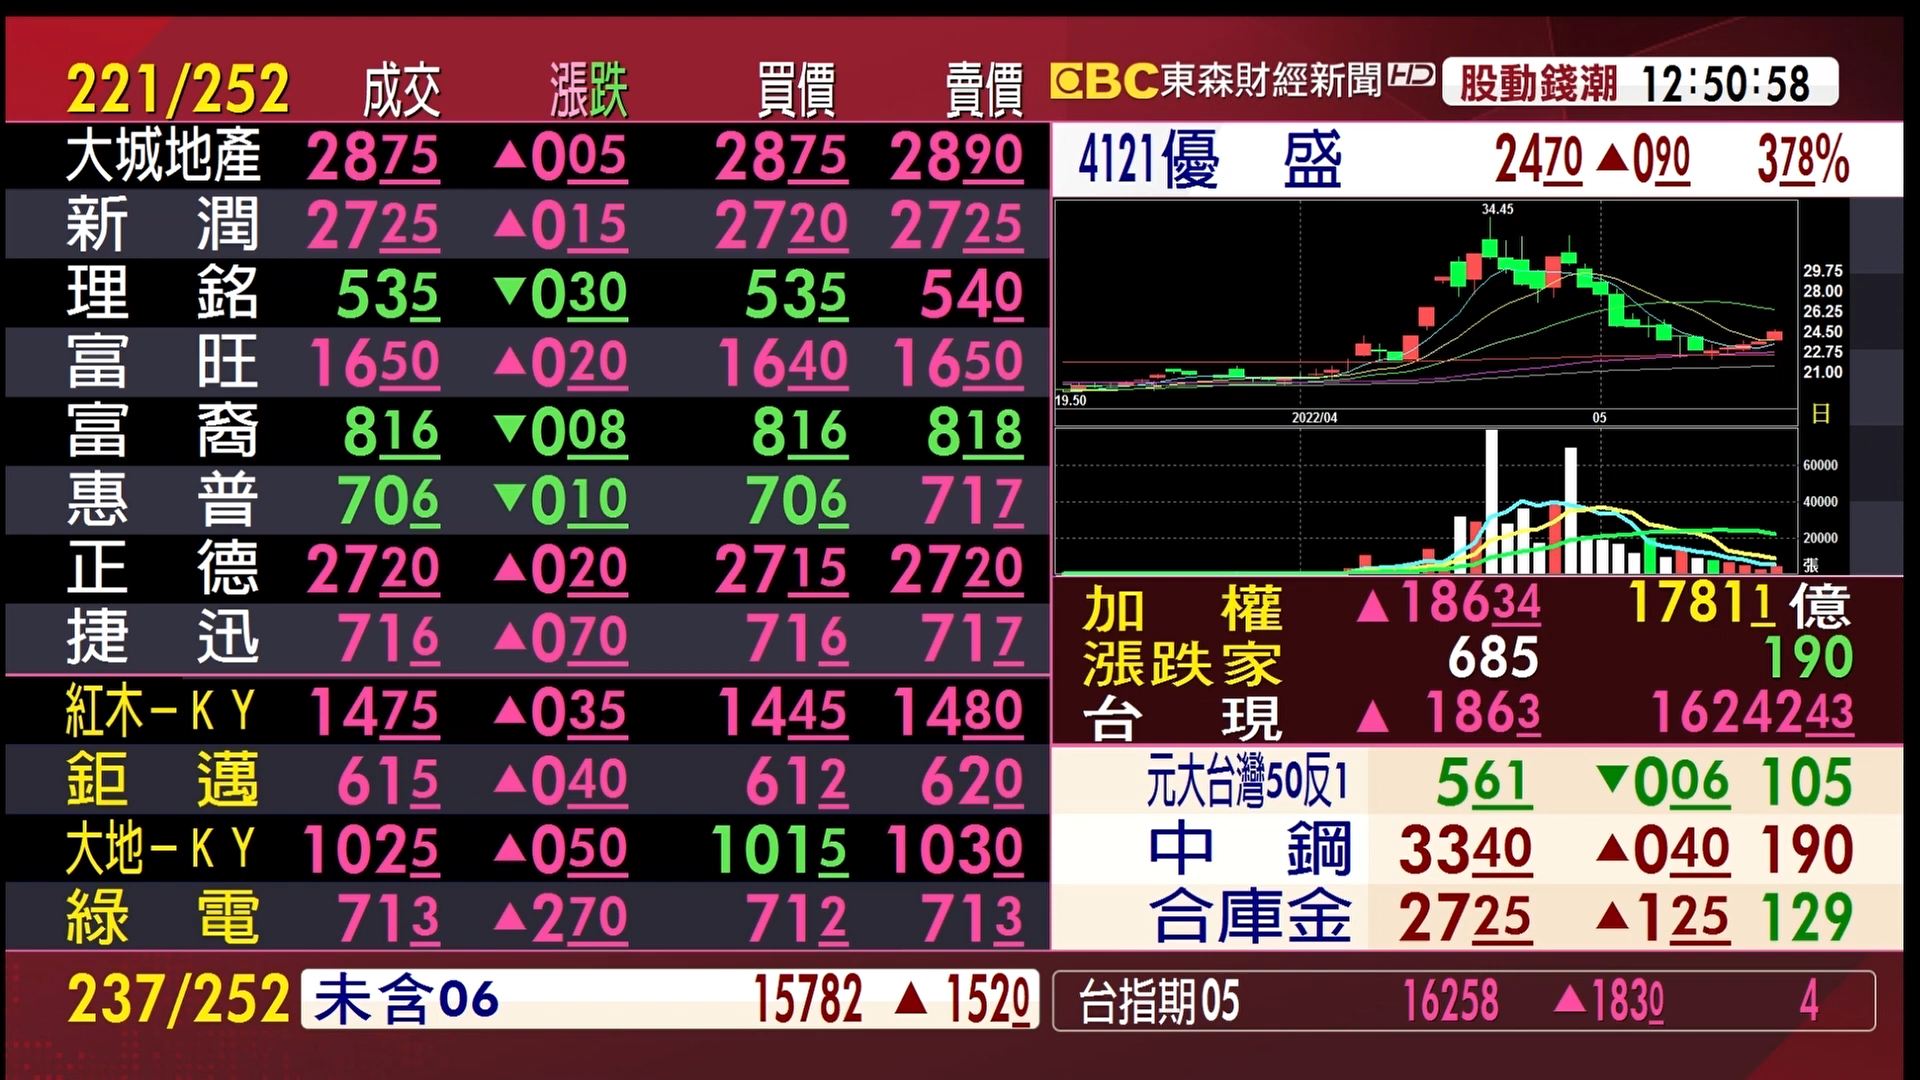 221/252 成交 漲跌 買價 賣價
大城地產 2875 ▲005 2875 2890
新潤 2725 ▲015 2720 2725
理銘 535 ▼030 535 540
富旺 1650 ▲020 1640 1650
富裔 816 ▼008 816 818
惠普 706 ▼010 706 717
正德 2720 ▲020 2715 2720
捷迅 716 ▲070 716 717
紅木-KY 1475 ▲035 1445 1480
鉅邁 615 ▲040 612 620
大地-KY 1025 ▲050 1015 1030
綠電 713 ▲270 712 713
237/252 未含06 15782 ▲1520
EBC東森財經新聞HD 股動錢潮 12:50:58
4121優盛 2470 ▲090 378%
34.45
29.75
28.00
26.25
24.50
22.75
21.00
19.50
2022/04 05 日
60000
40000
20000
張
加權 ▲18634 17811億
漲跌家 685 190
台現 ▲1863 1624243
元大台灣50反1 561 ▼006 105
中鋼 3340 ▲040 190
合庫金 2725 ▲125 129
台指期05 16258 ▲1830 4